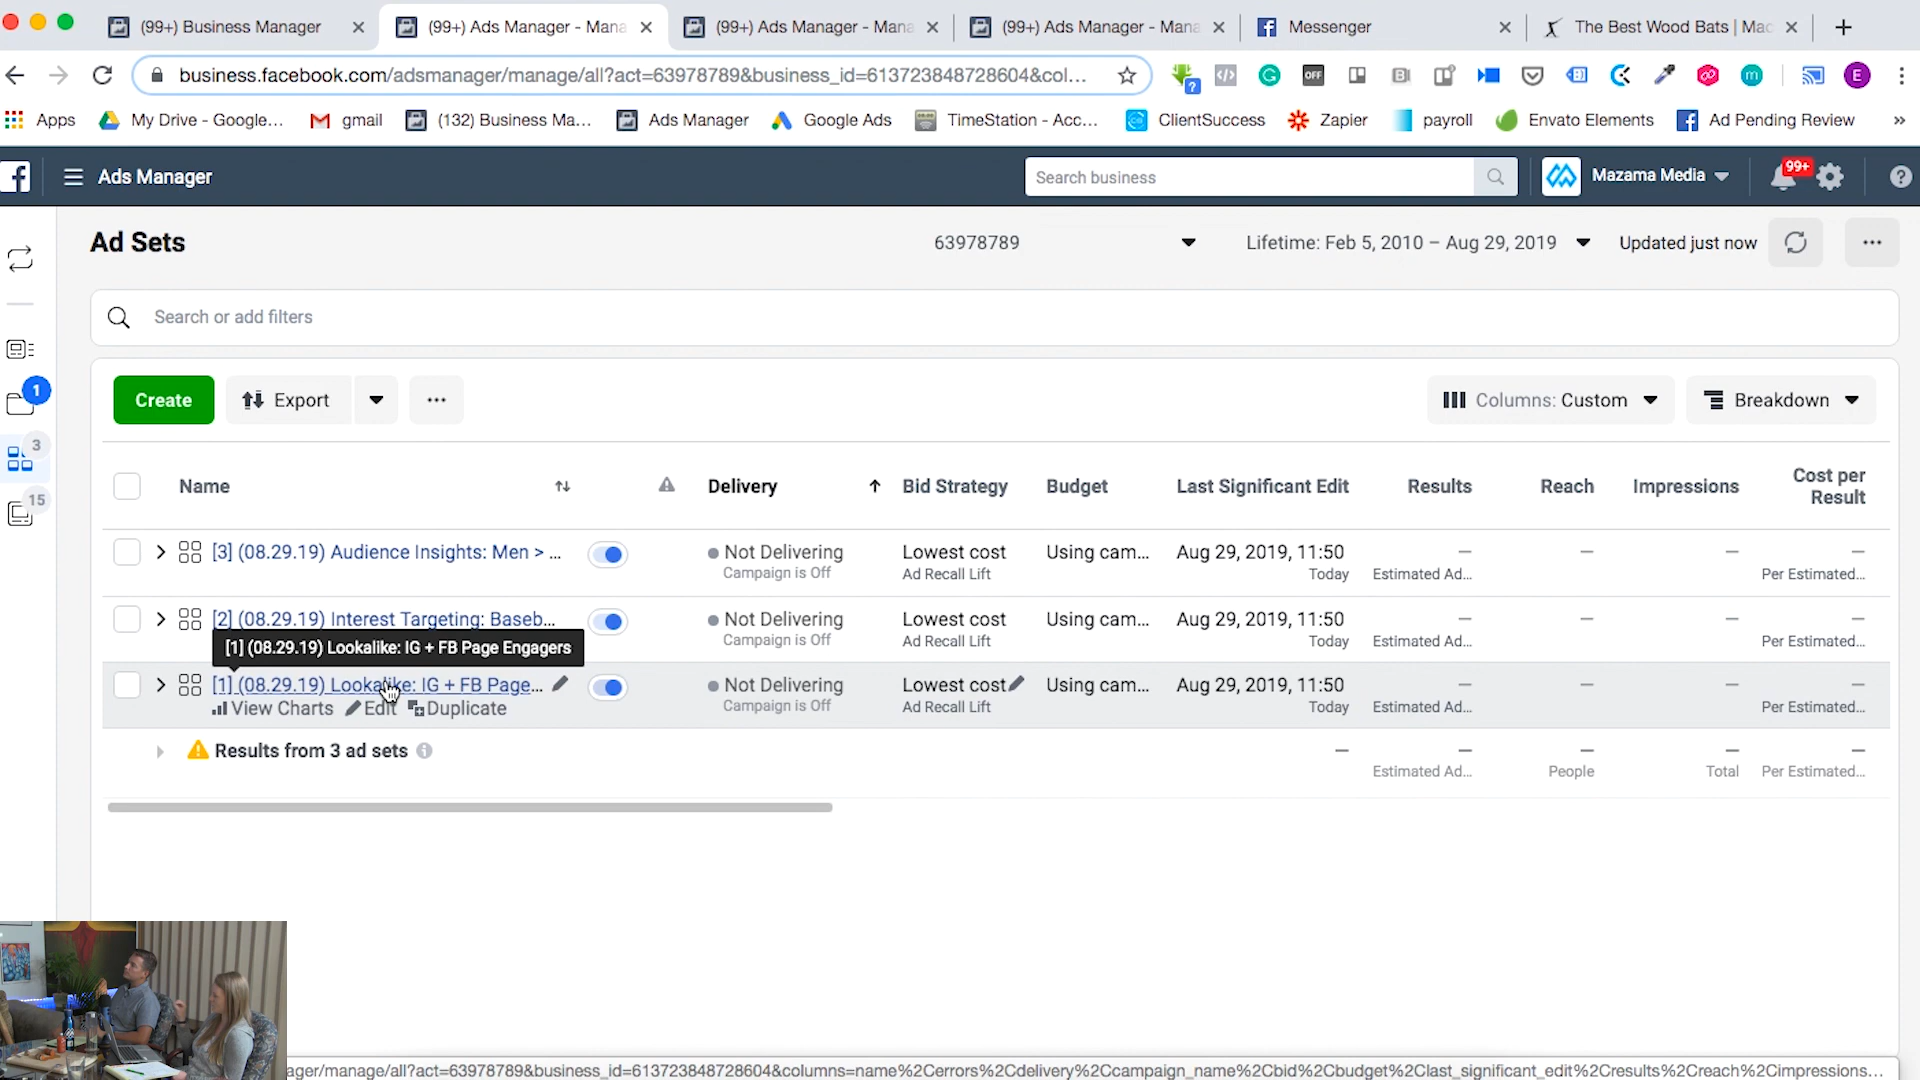 (99+) Business Manager
(99+) Ads Manager - Mana
(99+) Ads Manager - Mana
(99+) Ads Manager - Mana
Messenger
The Best Wood Bats | Mac
business.facebook.com/adsmanager/manage/all?act=63978789&business_id=613723848728604&col...
OFF
E
Apps
My Drive - Google...
gmail
(132) Business Ma...
Ads Manager
Google Ads
TimeStation - Acc...
ClientSuccess
Zapier
payroll
Envato Elements
Ad Pending Review
»
Ads Manager
Search business
Mazama Media
99+
Ad Sets
63978789
Lifetime: Feb 5, 2010 – Aug 29, 2019
Updated just now
Search or add filters
1
3
15
Create
Export
Columns: Custom
Breakdown
Name
Delivery
Bid Strategy
Budget
Last Significant Edit
Results
Reach
Impressions
Cost per
Result
[3] (08.29.19) Audience Insights: Men > ...
Not Delivering
Campaign is Off
Lowest cost
Ad Recall Lift
Using cam...
Aug 29, 2019, 11:50
Today
—
Estimated Ad...
—
—
—
Per Estimated...
[2] (08.29.19) Interest Targeting: Baseb...
Not Delivering
Campaign is Off
Lowest cost
Ad Recall Lift
Using cam...
Aug 29, 2019, 11:50
Today
—
Estimated Ad...
—
—
—
Per Estimated...
[1] (08.29.19) Lookalike: IG + FB Page Engagers
[1] (08.29.19) Lookalike: IG + FB Page...
View Charts
Edit
Duplicate
Not Delivering
Campaign is Off
Lowest cost
Ad Recall Lift
Using cam...
Aug 29, 2019, 11:50
Today
—
Estimated Ad...
—
—
—
Per Estimated...
Results from 3 ad sets
—
—
Estimated Ad...
—
People
—
Total
—
Per Estimated...
ager/manage/all?act=63978789&business_id=613723848728604&columns=name%2Cerrors%2Cdelivery%2Ccampaign_name%2Cbid%2Cbudget%2Clast_significant_edit%2Cresults%2Creach%2Cimpressions...